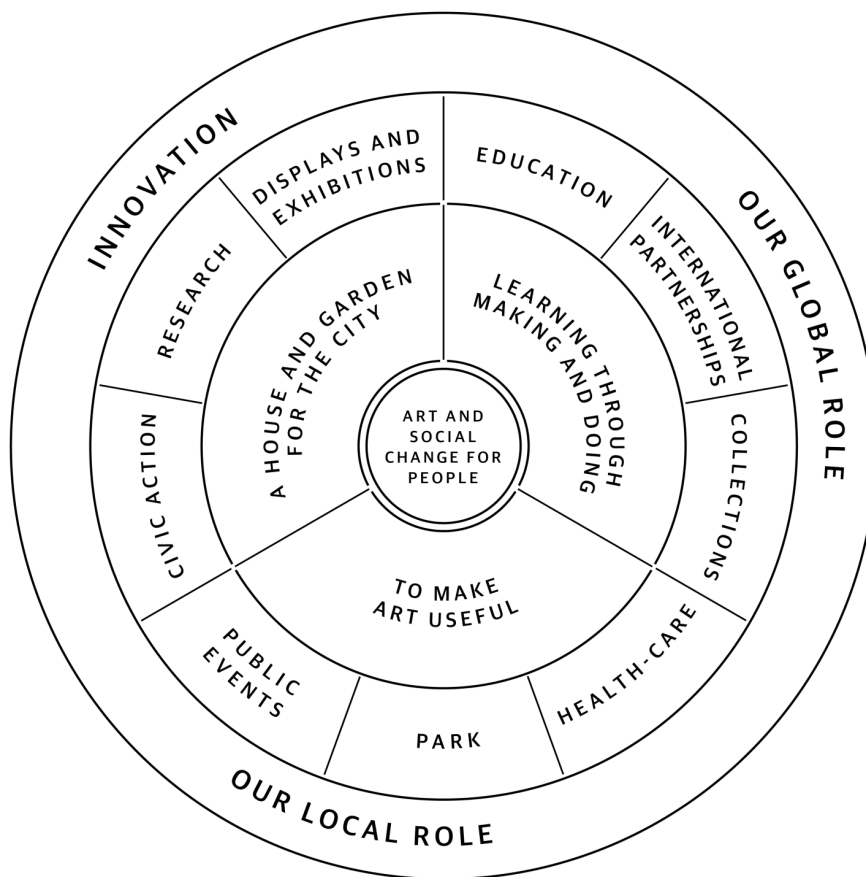 INNOVATION
OUR GLOBAL ROLE
OUR LOCAL ROLE
DISPLAYS AND
EXHIBITIONS
EDUCATION
INTERNATIONAL
PARTNERSHIPS
COLLECTIONS
HEALTH-CARE
PARK
PUBLIC
EVENTS
CIVIC ACTION
RESEARCH
A HOUSE AND GARDEN
FOR THE CITY
LEARNING THROUGH
MAKING AND DOING
TO MAKE
ART USEFUL
ART AND
SOCIAL
CHANGE FOR
PEOPLE